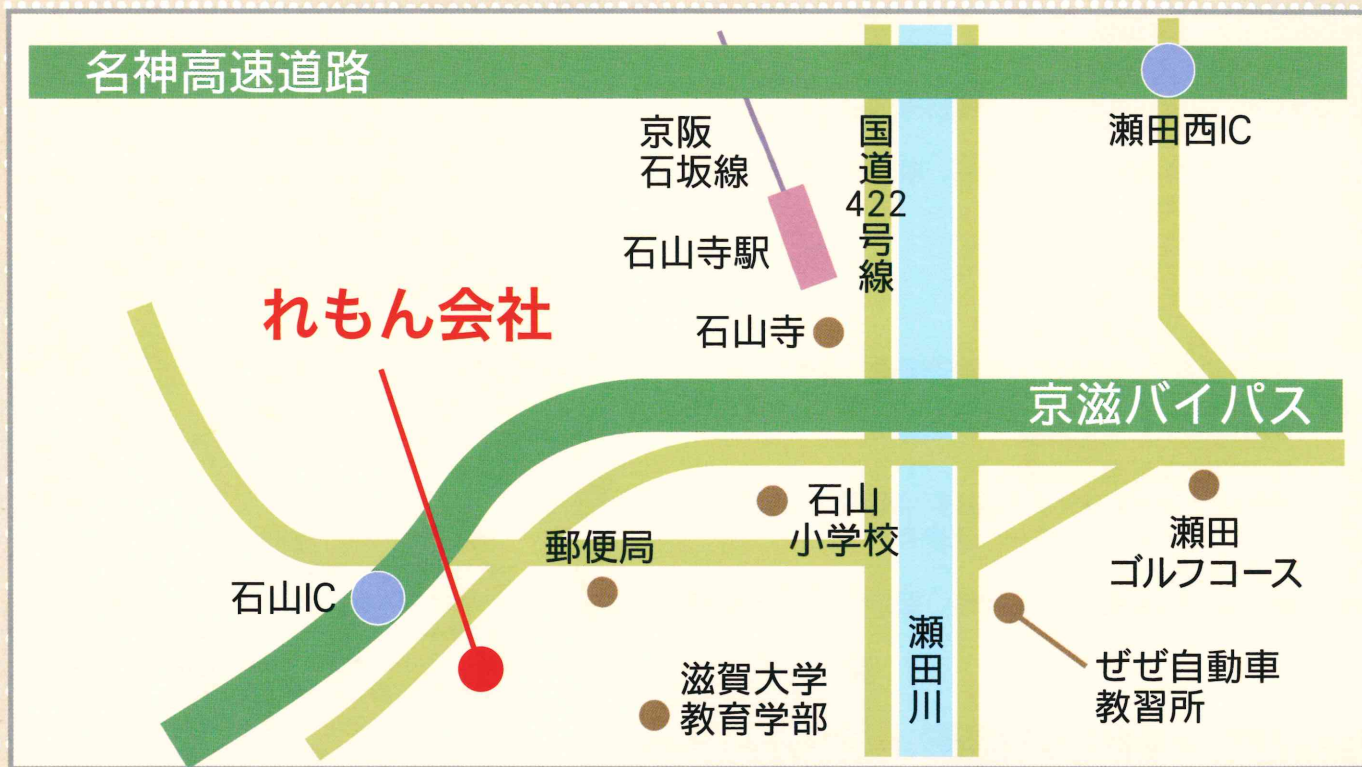 名神高速道路
瀬田西IC
京阪
石坂線
国道422号線
石山寺駅
れもん会社
石山寺
京滋バイパス
石山
小学校
郵便局
瀬田
ゴルフコース
石山IC
瀬田川
ぜぜ自動車
教習所
滋賀大学
教育学部